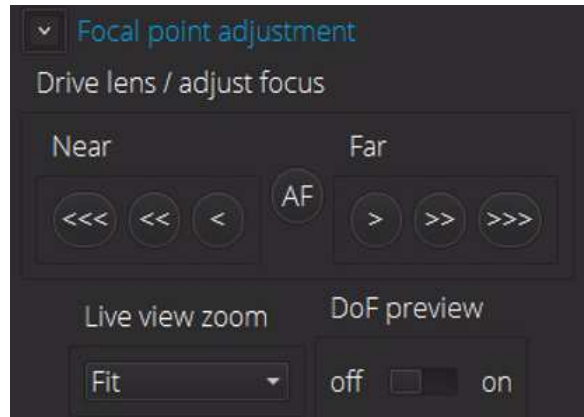 Focal point adjustment
Drive lens / adjust focus
Near Far
<<< << < AF > >> >>>
Live view zoom DoF preview
Fit off on